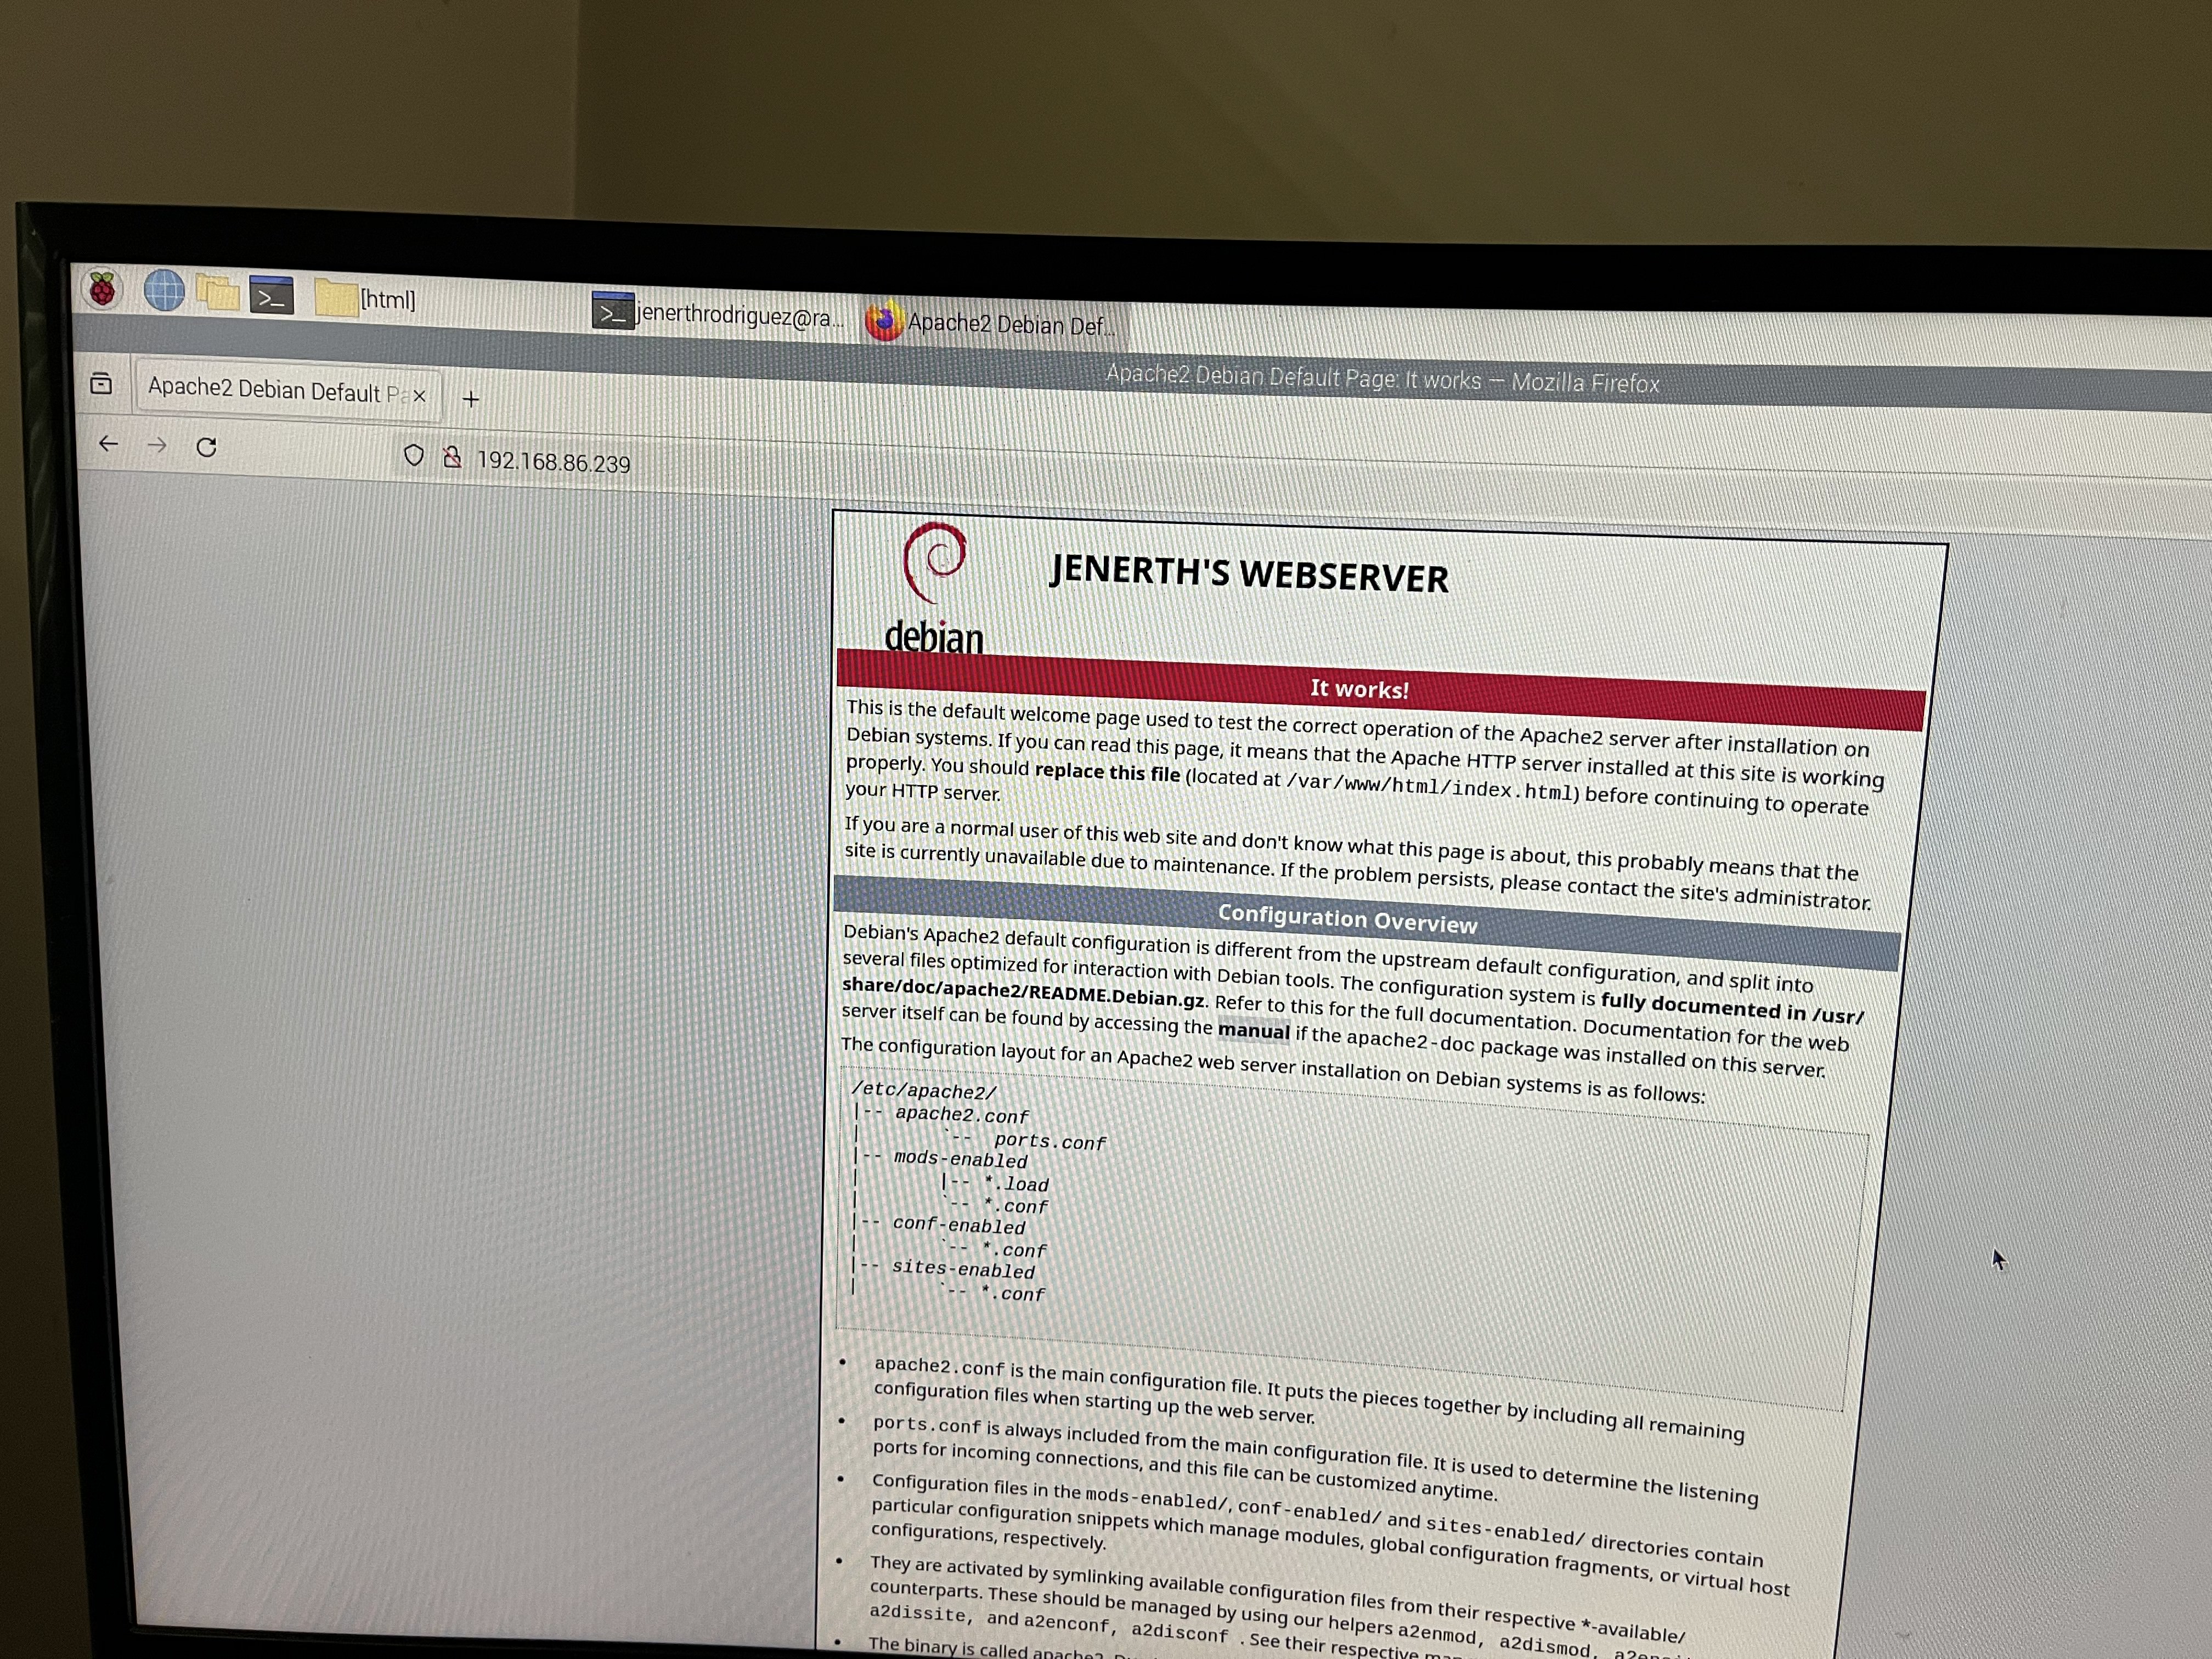 [html]
jenerthrodriguez@ra...
Apache2 Debian Def...
Apache2 Debian Default Page: It works — Mozilla Firefox
Apache2 Debian Default Pa
192.168.86.239
debian
JENERTH'S WEBSERVER
It works!
This is the default welcome page used to test the correct operation of the Apache2 server after installation on
Debian systems. If you can read this page, it means that the Apache HTTP server installed at this site is working
properly. You should replace this file (located at /var/www/html/index.html) before continuing to operate
your HTTP server.
If you are a normal user of this web site and don't know what this page is about, this probably means that the
site is currently unavailable due to maintenance. If the problem persists, please contact the site's administrator.
Configuration Overview
Debian's Apache2 default configuration is different from the upstream default configuration, and split into
several files optimized for interaction with Debian tools. The configuration system is fully documented in /usr/
share/doc/apache2/README.Debian.gz. Refer to this for the full documentation. Documentation for the web
server itself can be found by accessing the manual if the apache2-doc package was installed on this server.
The configuration layout for an Apache2 web server installation on Debian systems is as follows:
/etc/apache2/
|-- apache2.conf
|       `--  ports.conf
|-- mods-enabled
|       |-- *.load
|       `-- *.conf
|-- conf-enabled
|       `-- *.conf
|-- sites-enabled
|       `-- *.conf
• apache2.conf is the main configuration file. It puts the pieces together by including all remaining
configuration files when starting up the web server.
• ports.conf is always included from the main configuration file. It is used to determine the listening
ports for incoming connections, and this file can be customized anytime.
• Configuration files in the mods-enabled/, conf-enabled/ and sites-enabled/ directories contain
particular configuration snippets which manage modules, global configuration fragments, or virtual host
configurations, respectively.
• They are activated by symlinking available configuration files from their respective *-available/
counterparts. These should be managed by using our helpers a2enmod, a2dismod,
a2dissite, and a2enconf, a2disconf . See their respective
• The binary is called apache2.